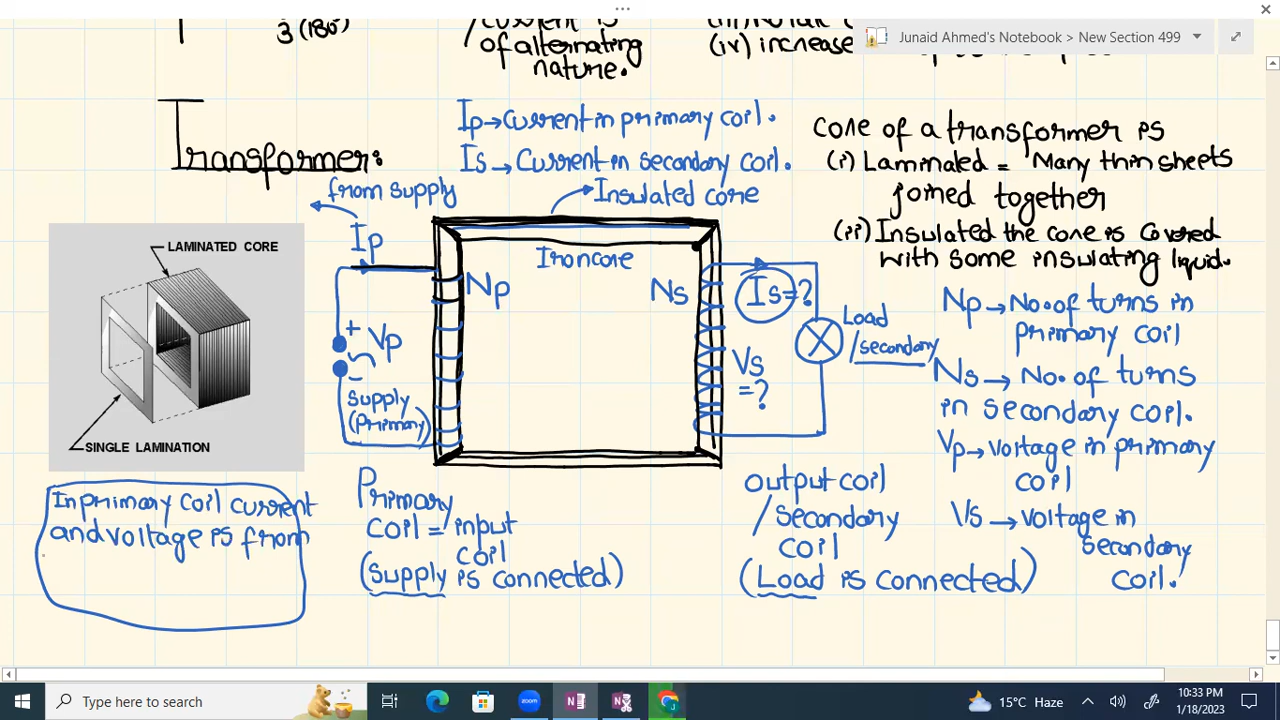 3 (180°)
/current is
of alternating
nature.
(iv) increase
Junaid Ahmed's Notebook > New Section 499
Transformer:
Ip→Current in primary coil.
Is→ Current in secondary coil.
from supply
Insulated core
Core of a transformer is
(i) Laminated = Many thin sheets
joined together
(ii) Insulated the core is covered
with some insulating liquid.
LAMINATED CORE
SINGLE LAMINATION
Ip
Iron core
Np
Ns
Is=?
+
Vp
~
-
Supply
(Primary)
Vs
=?
Load
/secondary
Np→No. of turns in
primary coil
Ns→ No. of turns
in secondary coil.
Vp→voltage in primary
coil
Vs→voltage in
secondary
coil.
In primary coil current
and voltage is from
Primary
coil = input
coil
(supply is connected)
output coil
/secondary
coil
(Load is connected)
Type here to search
zoom
15°C Haze
10:33 PM
1/18/2023